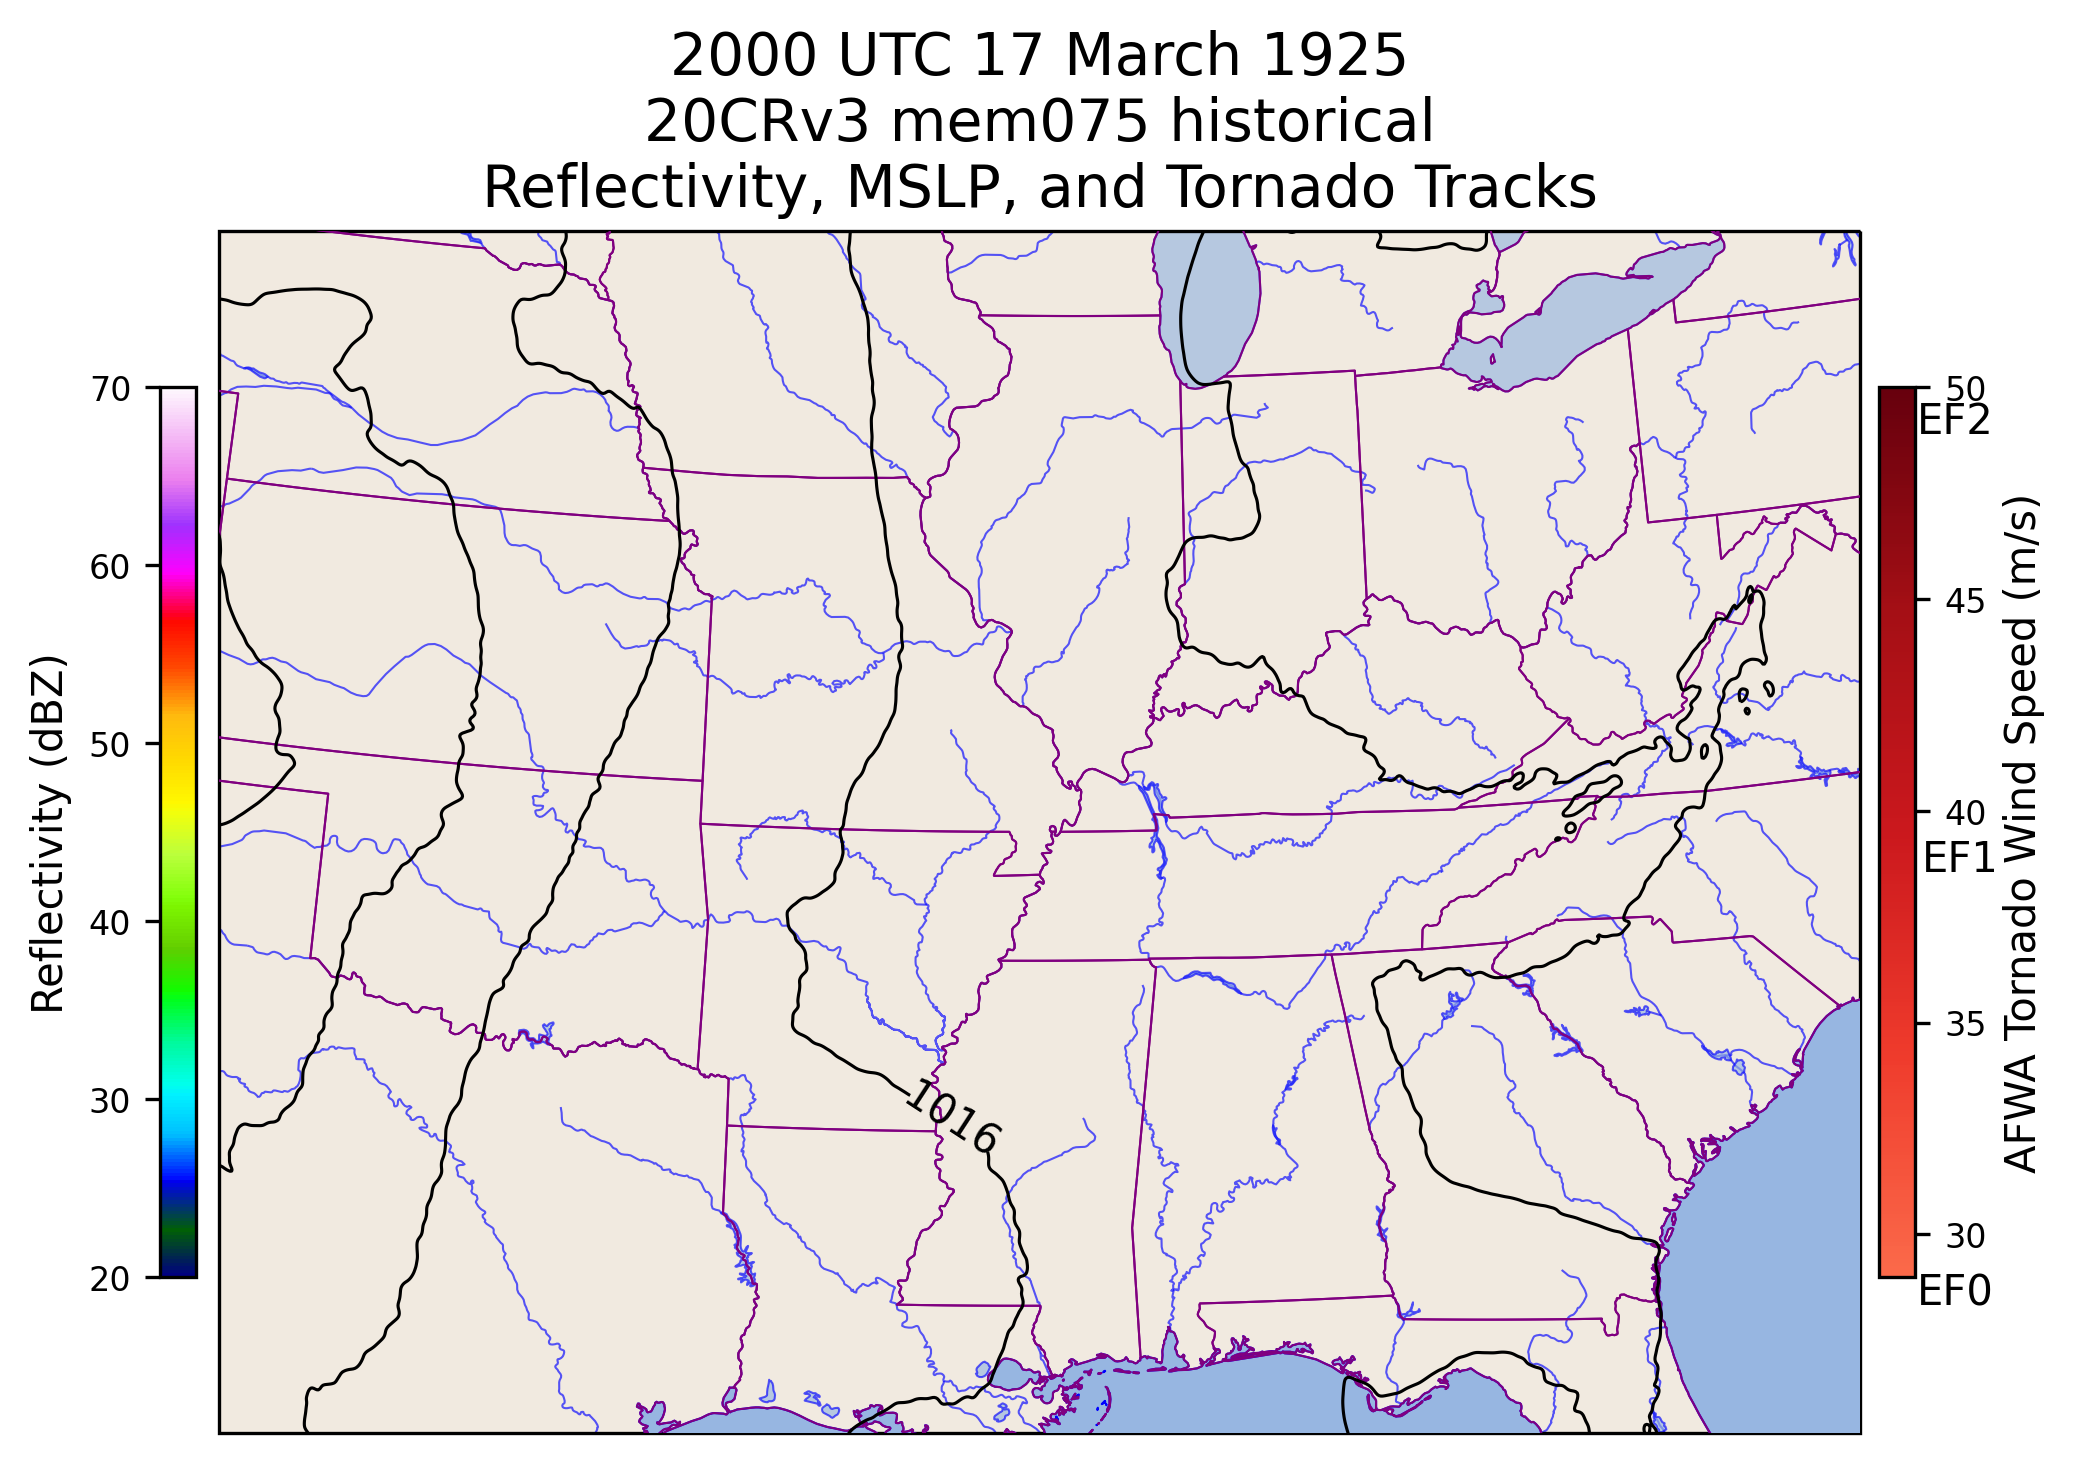 2000 UTC 17 March 1925
20CRv3 mem075 historical
Reflectivity, MSLP, and Tornado Tracks
70
60
50
40
30
20
Reflectivity (dBZ)
1016
50
EF2
45
40
EF1
35
30
EF0
AFWA Tornado Wind Speed (m/s)